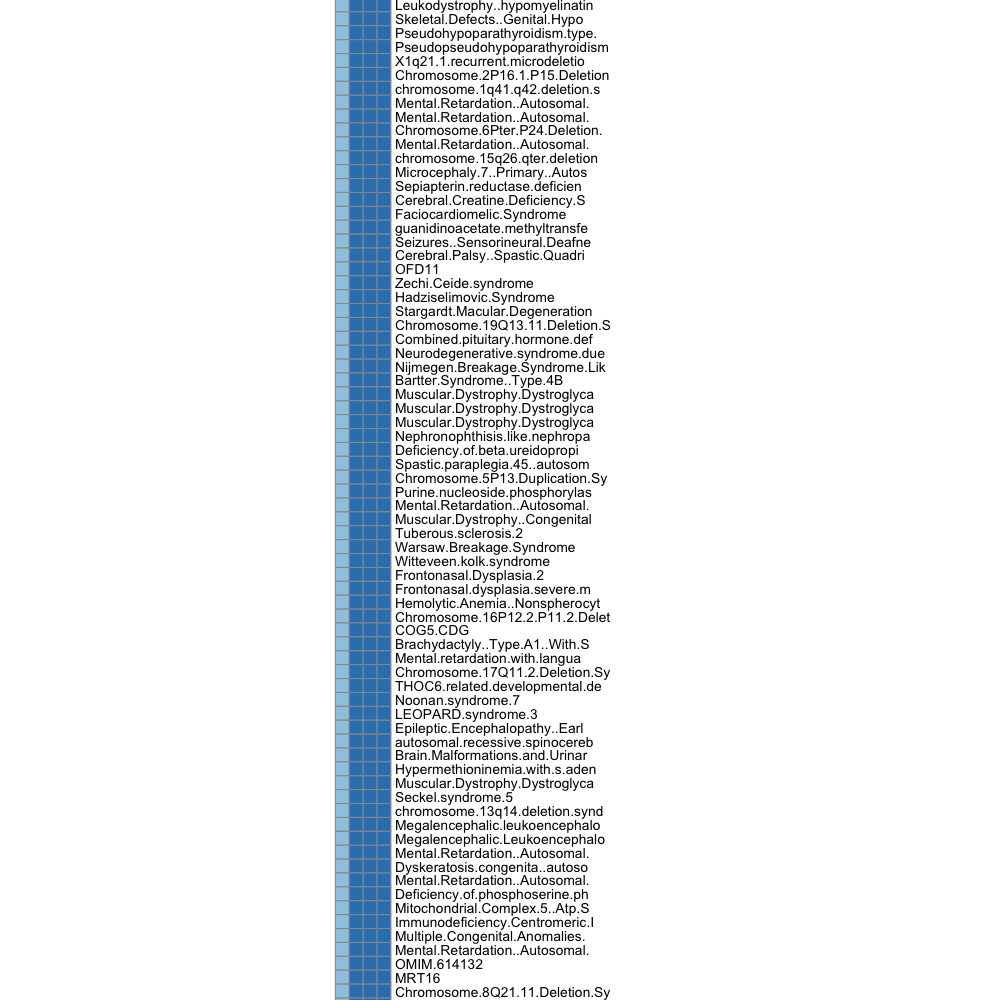 Leukodystrophy..hypomyelinatin
Skeletal.Defects..Genital.Hypo
Pseudohypoparathyroidism.type.
Pseudopseudohypoparathyroidism
X1q21.1.recurrent.microdeletio
Chromosome.2P16.1.P15.Deletion
chromosome.1q41.q42.deletion.s
Mental.Retardation..Autosomal.
Mental.Retardation..Autosomal.
Chromosome.6Pter.P24.Deletion.
Mental.Retardation..Autosomal.
chromosome.15q26.qter.deletion
Microcephaly.7..Primary..Autos
Sepiapterin.reductase.deficien
Cerebral.Creatine.Deficiency.S
Faciocardiomelic.Syndrome
guanidinoacetate.methyltransfe
Seizures..Sensorineural.Deafne
Cerebral.Palsy..Spastic.Quadri
OFD11
Zechi.Ceide.syndrome
Hadziselimovic.Syndrome
Stargardt.Macular.Degeneration
Chromosome.19Q13.11.Deletion.S
Combined.pituitary.hormone.def
Neurodegenerative.syndrome.due
Nijmegen.Breakage.Syndrome.Lik
Bartter.Syndrome..Type.4B
Muscular.Dystrophy.Dystroglyca
Muscular.Dystrophy.Dystroglyca
Muscular.Dystrophy.Dystroglyca
Nephronophthisis.like.nephropa
Deficiency.of.beta.ureidopropi
Spastic.paraplegia.45..autosom
Chromosome.5P13.Duplication.Sy
Purine.nucleoside.phosphorylas
Mental.Retardation..Autosomal.
Muscular.Dystrophy..Congenital
Tuberous.sclerosis.2
Warsaw.Breakage.Syndrome
Witteveen.kolk.syndrome
Frontonasal.Dysplasia.2
Frontonasal.dysplasia.severe.m
Hemolytic.Anemia..Nonspherocyt
Chromosome.16P12.2.P11.2.Delet
COG5.CDG
Brachydactyly..Type.A1..With.S
Mental.retardation.with.langua
Chromosome.17Q11.2.Deletion.Sy
THOC6.related.developmental.de
Noonan.syndrome.7
LEOPARD.syndrome.3
Epileptic.Encephalopathy..Earl
autosomal.recessive.spinocereb
Brain.Malformations.and.Urinar
Hypermethioninemia.with.s.aden
Muscular.Dystrophy.Dystroglyca
Seckel.syndrome.5
chromosome.13q14.deletion.synd
Megalencephalic.leukoencephalo
Megalencephalic.Leukoencephalo
Mental.Retardation..Autosomal.
Dyskeratosis.congenita..autoso
Mental.Retardation..Autosomal.
Deficiency.of.phosphoserine.ph
Mitochondrial.Complex.5..Atp.S
Immunodeficiency.Centromeric.I
Multiple.Congenital.Anomalies.
Mental.Retardation..Autosomal.
OMIM.614132
MRT16
Chromosome.8Q21.11.Deletion.Sy